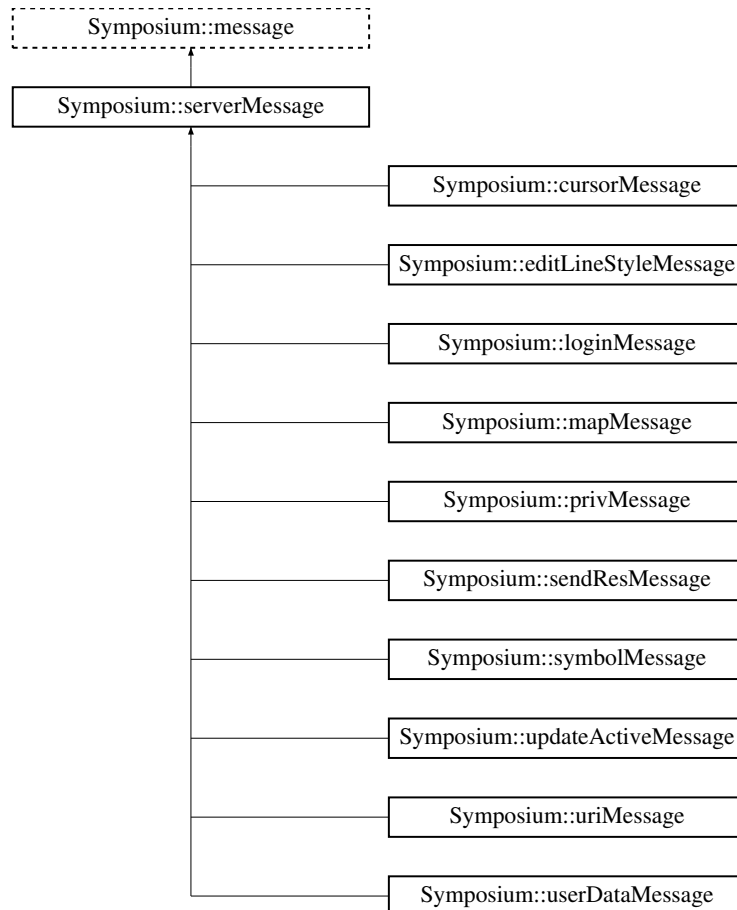 Symposium::message
Symposium::serverMessage
Symposium::cursorMessage
Symposium::editLineStyleMessage
Symposium::loginMessage
Symposium::mapMessage
Symposium::privMessage
Symposium::sendResMessage
Symposium::symbolMessage
Symposium::updateActiveMessage
Symposium::uriMessage
Symposium::userDataMessage